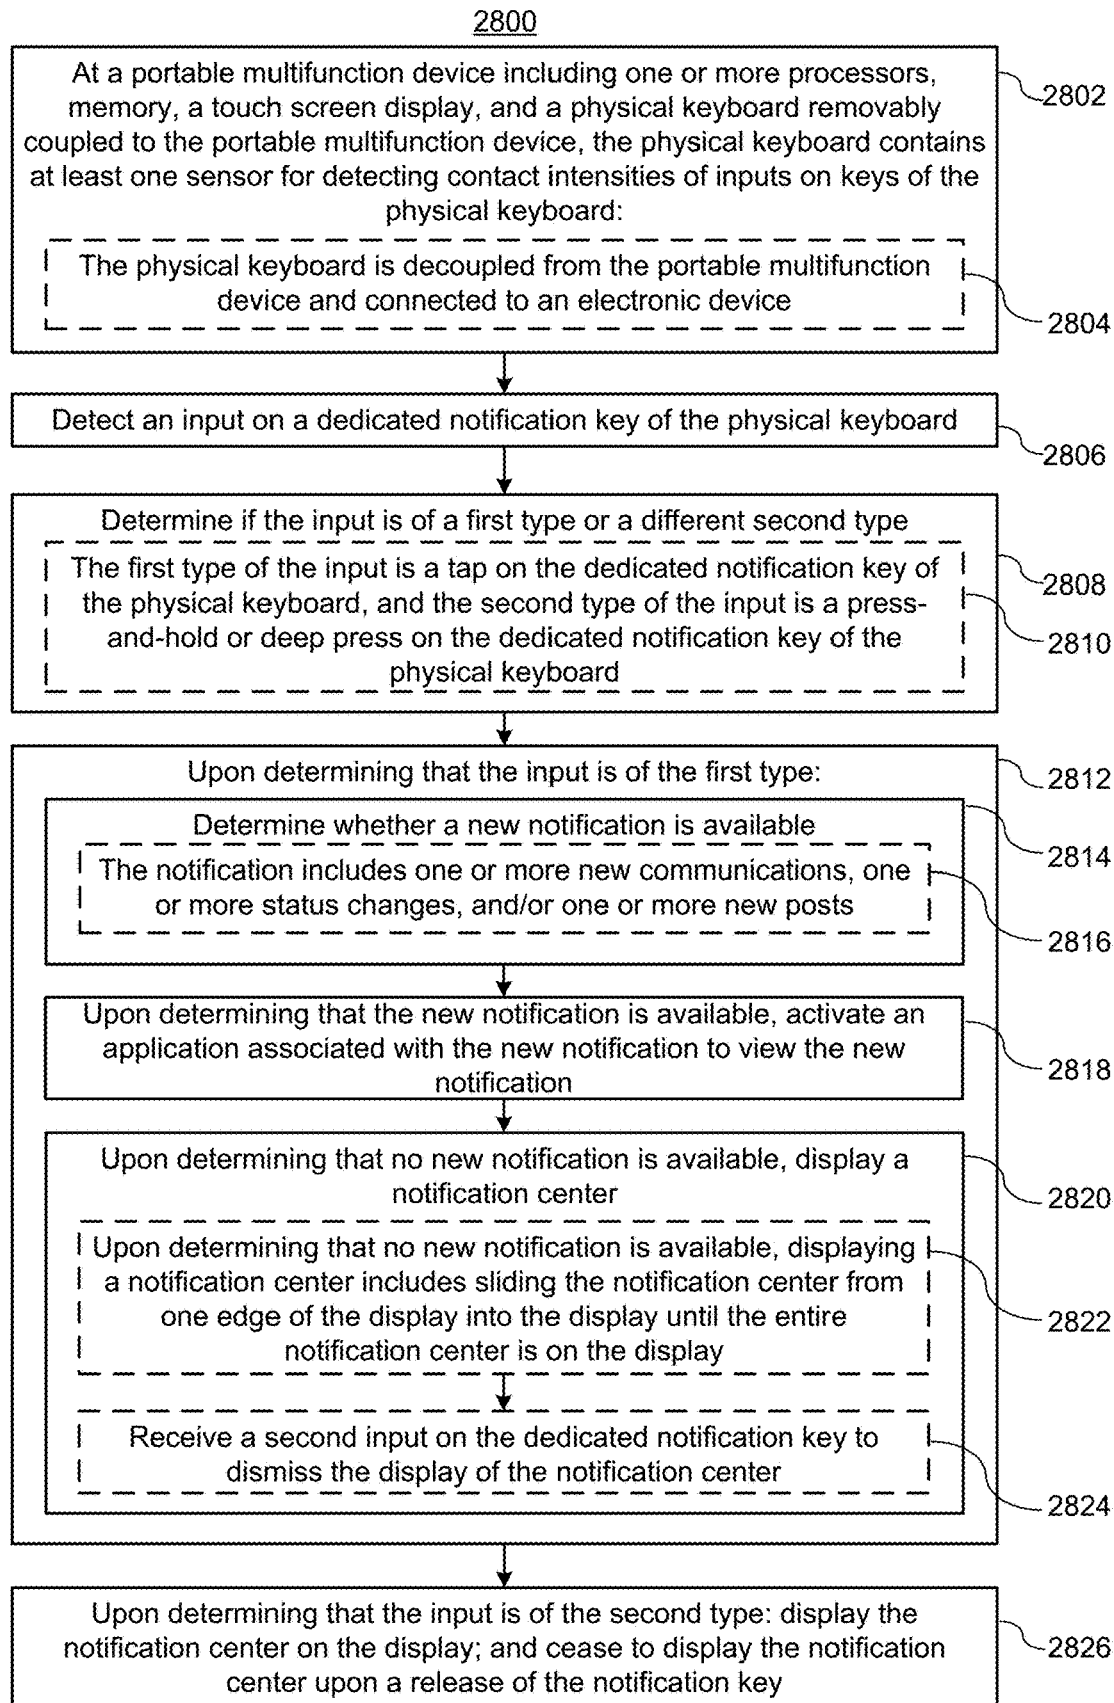 2800
At a portable multifunction device including one or more processors,
memory, a touch screen display, and a physical keyboard removably
coupled to the portable multifunction device, the physical keyboard contains
at least one sensor for detecting contact intensities of inputs on keys of the
physical keyboard:
2802
The physical keyboard is decoupled from the portable multifunction
device and connected to an electronic device
2804
Detect an input on a dedicated notification key of the physical keyboard
2806
Determine if the input is of a first type or a different second type
2808
The first type of the input is a tap on the dedicated notification key of
the physical keyboard, and the second type of the input is a press-
and-hold or deep press on the dedicated notification key of the
physical keyboard
2810
Upon determining that the input is of the first type:
2812
Determine whether a new notification is available
2814
The notification includes one or more new communications, one
or more status changes, and/or one or more new posts
2816
Upon determining that the new notification is available, activate an
application associated with the new notification to view the new
notification
2818
Upon determining that no new notification is available, display a
notification center
2820
Upon determining that no new notification is available, displaying
a notification center includes sliding the notification center from
one edge of the display into the display until the entire
notification center is on the display
2822
Receive a second input on the dedicated notification key to
dismiss the display of the notification center
2824
Upon determining that the input is of the second type: display the
notification center on the display; and cease to display the notification
center upon a release of the notification key
2826